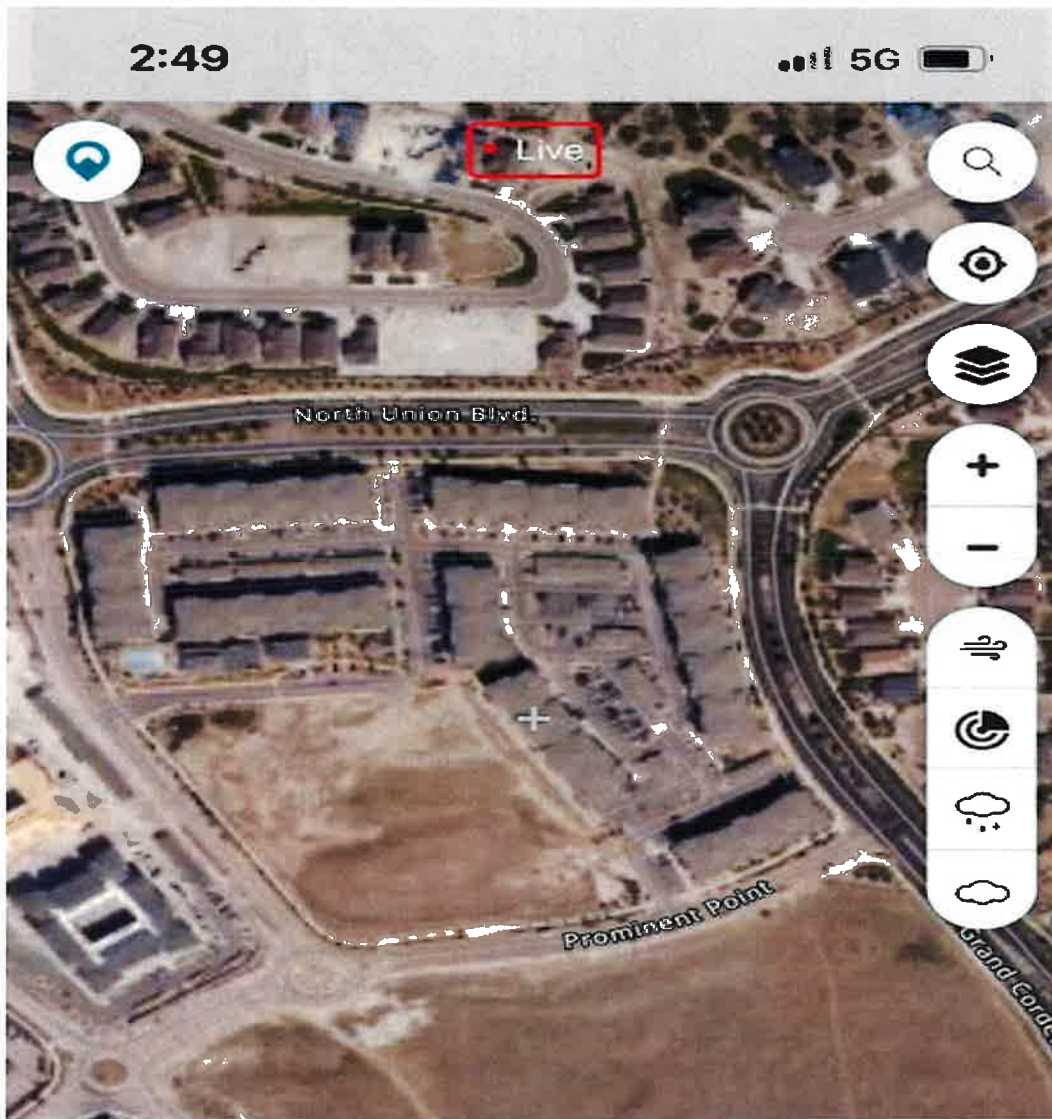 2:49
5G
Live
North Union Blvd.
Prominent Point
Grand Corde